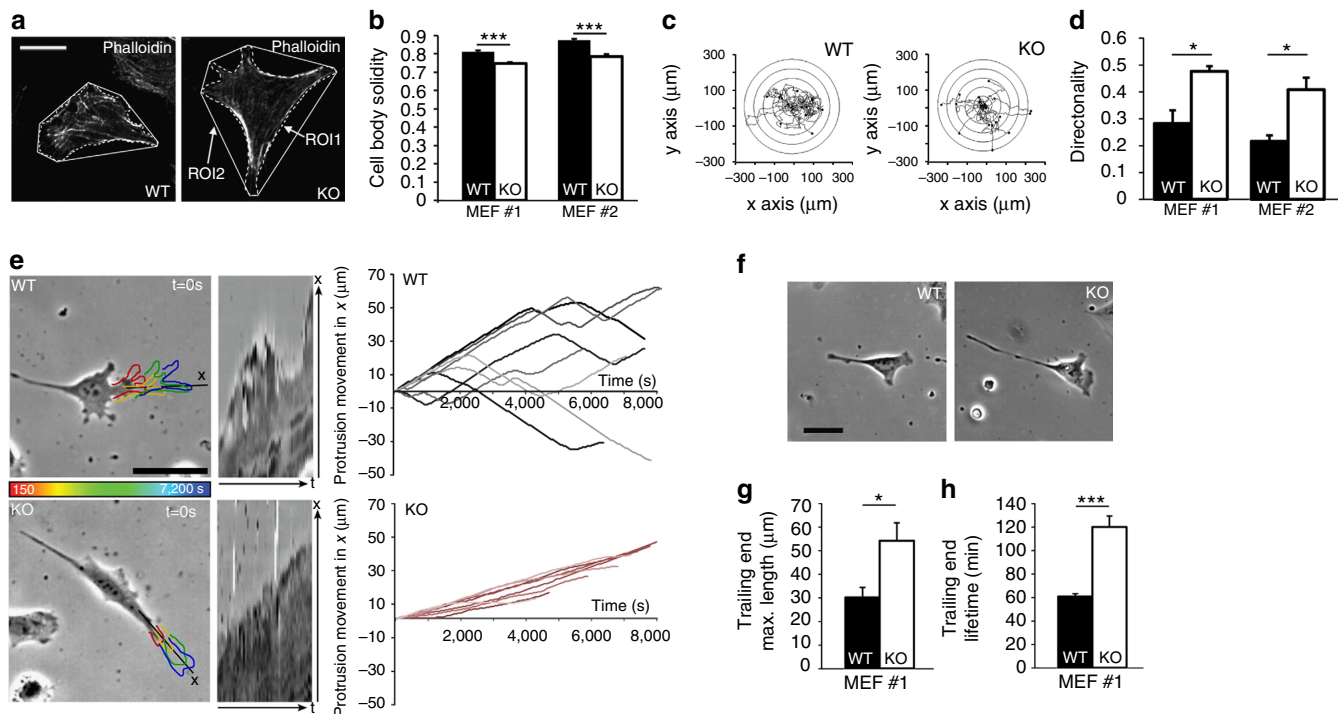 a
Phalloidin
Phalloidin
ROI1
ROI2
WT
KO
b
Cell body solidity
0.9
0.8
0.7
0.6
0.5
0.4
0.3
0.2
0.1
0
***
***
WT
KO
WT
KO
MEF #1
MEF #2
c
WT
KO
y axis (μm)
300
100
−100
−300
−300
−100
100
300
x axis (μm)
y axis (μm)
300
100
−100
−300
−300
−100
100
300
x axis (μm)
d
Directonality
0.6
0.5
0.4
0.3
0.2
0.1
0
*
*
WT
KO
WT
KO
MEF #1
MEF #2
e
WT
t=0s
x
x
t
150
7,200 s
KO
t=0s
x
x
t
Protrusion movement in x (μm)
70
50
30
10
−10
−30
−50
WT
Time (s)
2,000
4,000
6,000
8,000
Protrusion movement in x (μm)
70
50
30
10
−10
−30
−50
KO
Time (s)
2,000
4,000
6,000
8,000
f
WT
KO
g
Trailing end
max. length (μm)
70
60
50
40
30
20
10
0
*
WT
KO
MEF #1
h
Trailing end
lifetime (min)
140
120
100
80
60
40
20
0
***
WT
KO
MEF #1